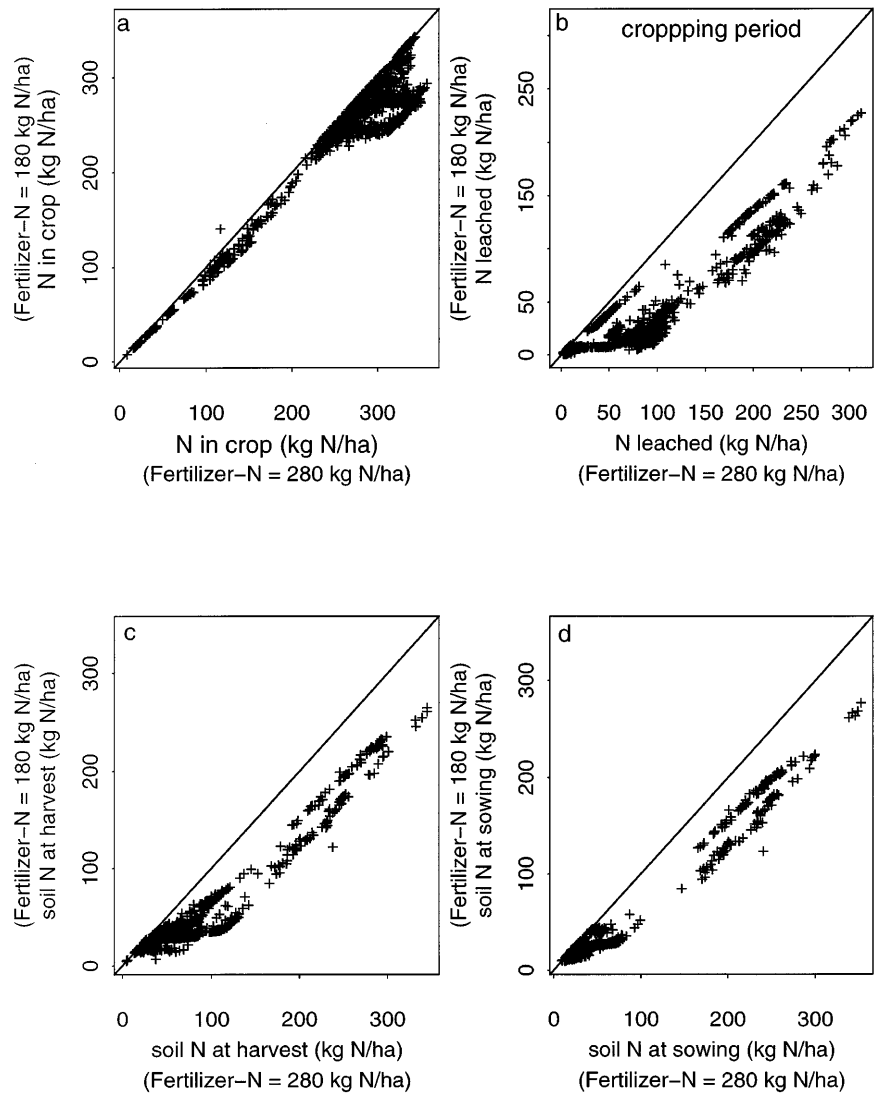 a
(Fertilizer–N = 180 kg N/ha)
N in crop (kg N/ha)
0 100 200 300
0 100 200 300
N in crop (kg N/ha)
(Fertilizer–N = 280 kg N/ha)
b
croppping period
(Fertilizer–N = 180 kg N/ha)
N leached (kg N/ha)
0 50 150 250
0 50 100 150 200 250 300
N leached (kg N/ha)
(Fertilizer–N = 280 kg N/ha)
c
(Fertilizer–N = 180 kg N/ha)
soil N at harvest (kg N/ha)
0 100 200 300
0 100 200 300
soil N at harvest (kg N/ha)
(Fertilizer–N = 280 kg N/ha)
d
(Fertilizer–N = 180 kg N/ha)
soil N at sowing (kg N/ha)
0 100 200 300
0 100 200 300
soil N at sowing (kg N/ha)
(Fertilizer–N = 280 kg N/ha)